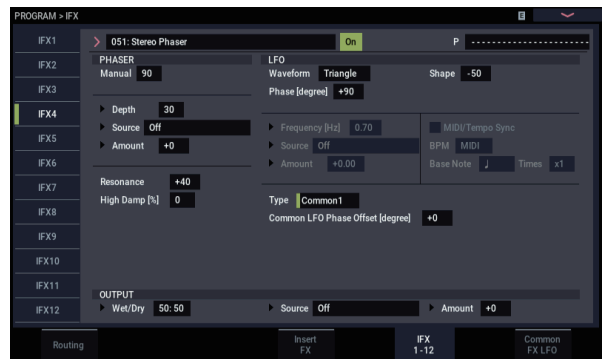 PROGRAM > IFX E
IFX1
IFX2
IFX3
IFX4
IFX5
IFX6
IFX7
IFX8
IFX9
IFX10
IFX11
IFX12
051: Stereo Phaser On P ----------------------
PHASER
Manual 90
Depth 30
Source Off
Amount +0
Resonance +40
High Damp [%] 0
LFO
Waveform Triangle Shape -50
Phase [degree] +90
Frequency [Hz] 0.70 MIDI/Tempo Sync
Source Off BPM MIDI
Amount +0.00 Base Note ♩ Times x1
Type Common1
Common LFO Phase Offset [degree] +0
OUTPUT
Wet/Dry 50: 50 Source Off Amount +0
Routing
Insert
FX
IFX
1-12
Common
FX LFO